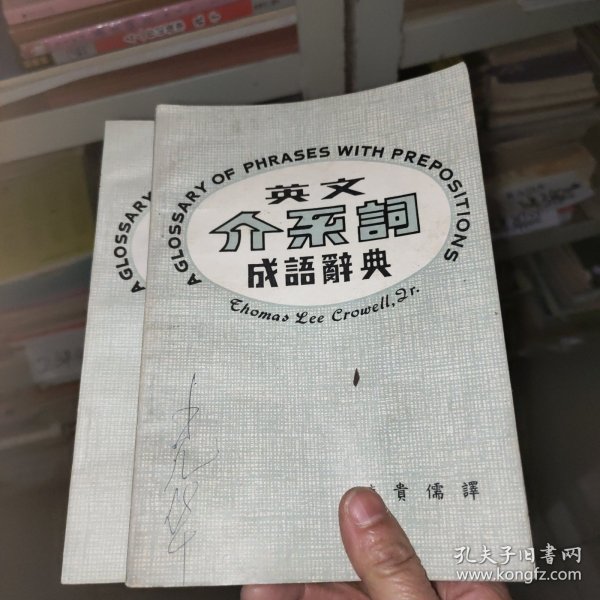 A GLOSSARY OF PHRASES WITH PREPOSITIONS
英文
介系詞
成語辭典
Thomas Lee Crowell, Jr.
貴儒譯
A GLOSSARY
孔夫子旧书网
www.kongfz.com